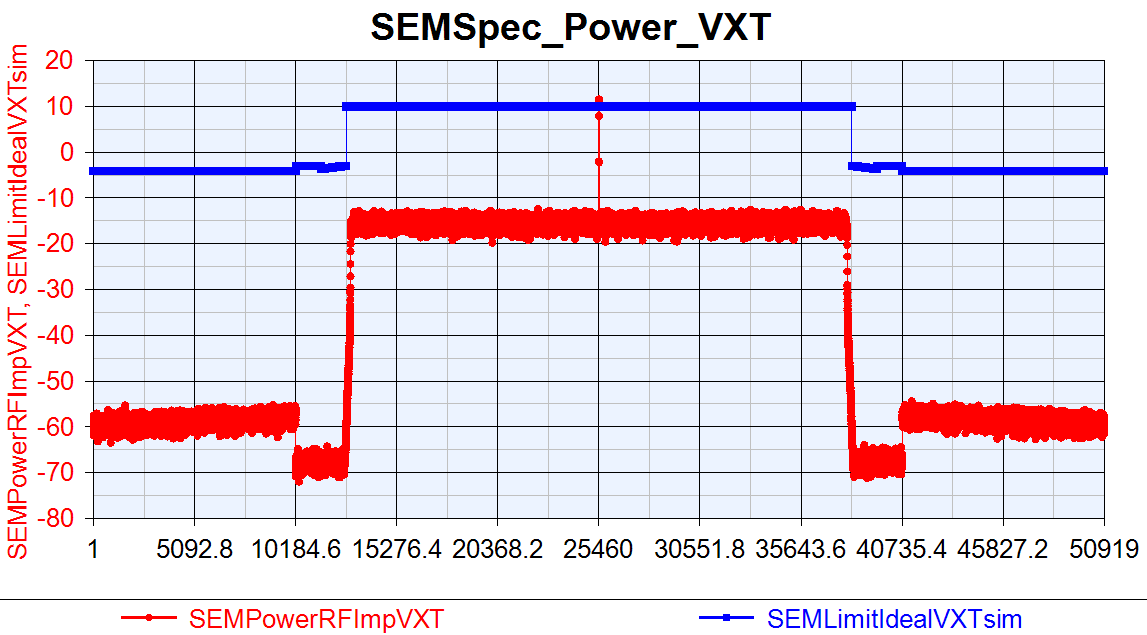 SEMSpec_Power_VXT
SEMPowerRFImpVXT, SEMLimitIdealVXTsim
20
10
0
-10
-20
-30
-40
-50
-60
-70
-80
1 5092.8 10184.6 15276.4 20368.2 25460 30551.8 35643.6 40735.4 45827.2 50919
SEMPowerRFImpVXT SEMLimitIdealVXTsim